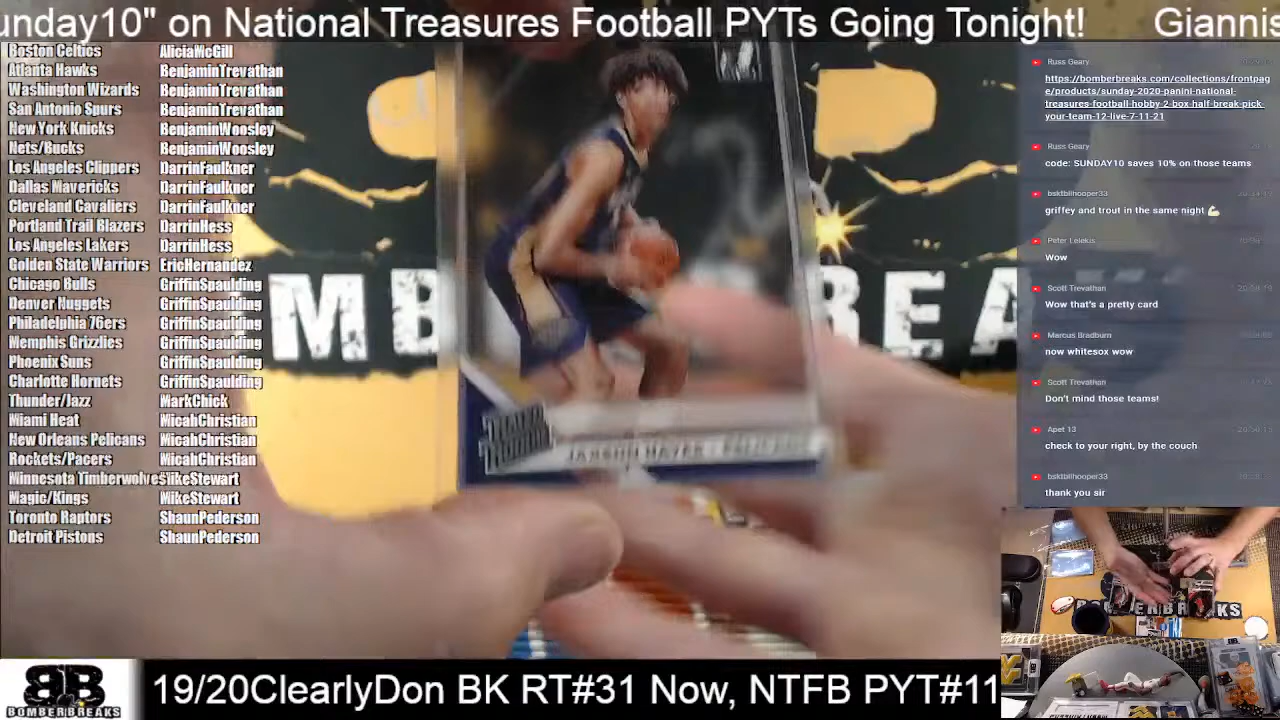 unday10" on National Treasures Football PYTs Going Tonight! Giannis
Boston Celtics AliciaMcGill
Atlanta Hawks BenjaminTrevathan
Washington Wizards BenjaminTrevathan
San Antonio Spurs BenjaminTrevathan
New York Knicks BenjaminWoosley
Nets/Bucks BenjaminWoosley
Los Angeles Clippers DarrinFaulkner
Dallas Mavericks DarrinFaulkner
Cleveland Cavaliers DarrinFaulkner
Portland Trail Blazers DarrinHess
Los Angeles Lakers DarrinHess
Golden State Warriors EricHernandez
Chicago Bulls GriffinSpaulding
Denver Nuggets GriffinSpaulding
Philadelphia 76ers GriffinSpaulding
Memphis Grizzlies GriffinSpaulding
Phoenix Suns GriffinSpaulding
Charlotte Hornets GriffinSpaulding
Thunder/Jazz MarkChick
Miami Heat MicahChristian
New Orleans Pelicans MicahChristian
Rockets/Pacers MicahChristian
Minnesota Timberwolves MikeStewart
Magic/Kings MikeStewart
Toronto Raptors ShaunPederson
Detroit Pistons ShaunPederson
RATED
ROOKIE
JAXSON HAYES
MB
REA
Russ Geary
https://bomberbreaks.com/collections/frontpag
e/products/sunday-2020-panini-national-
treasures-football-hobby-2-box-half-break-pick-
your-team-12-live-7-11-21
Russ Geary
code: SUNDAY10 saves 10% on those teams
bsktbllhooper33
griffey and trout in the same night 💪
Peter Lelekis
Wow
Scott Trevathan
Wow that's a pretty card
Marcus Bradburn
now whitesox wow
Scott Trevathan
Don't mind those teams!
Apet 13
check to your right, by the couch
bsktbllhooper33
thank you sir
BOMBERBREAKS
BB
BOMBERBREAKS
19/20ClearlyDon BK RT#31 Now, NTFB PYT#11